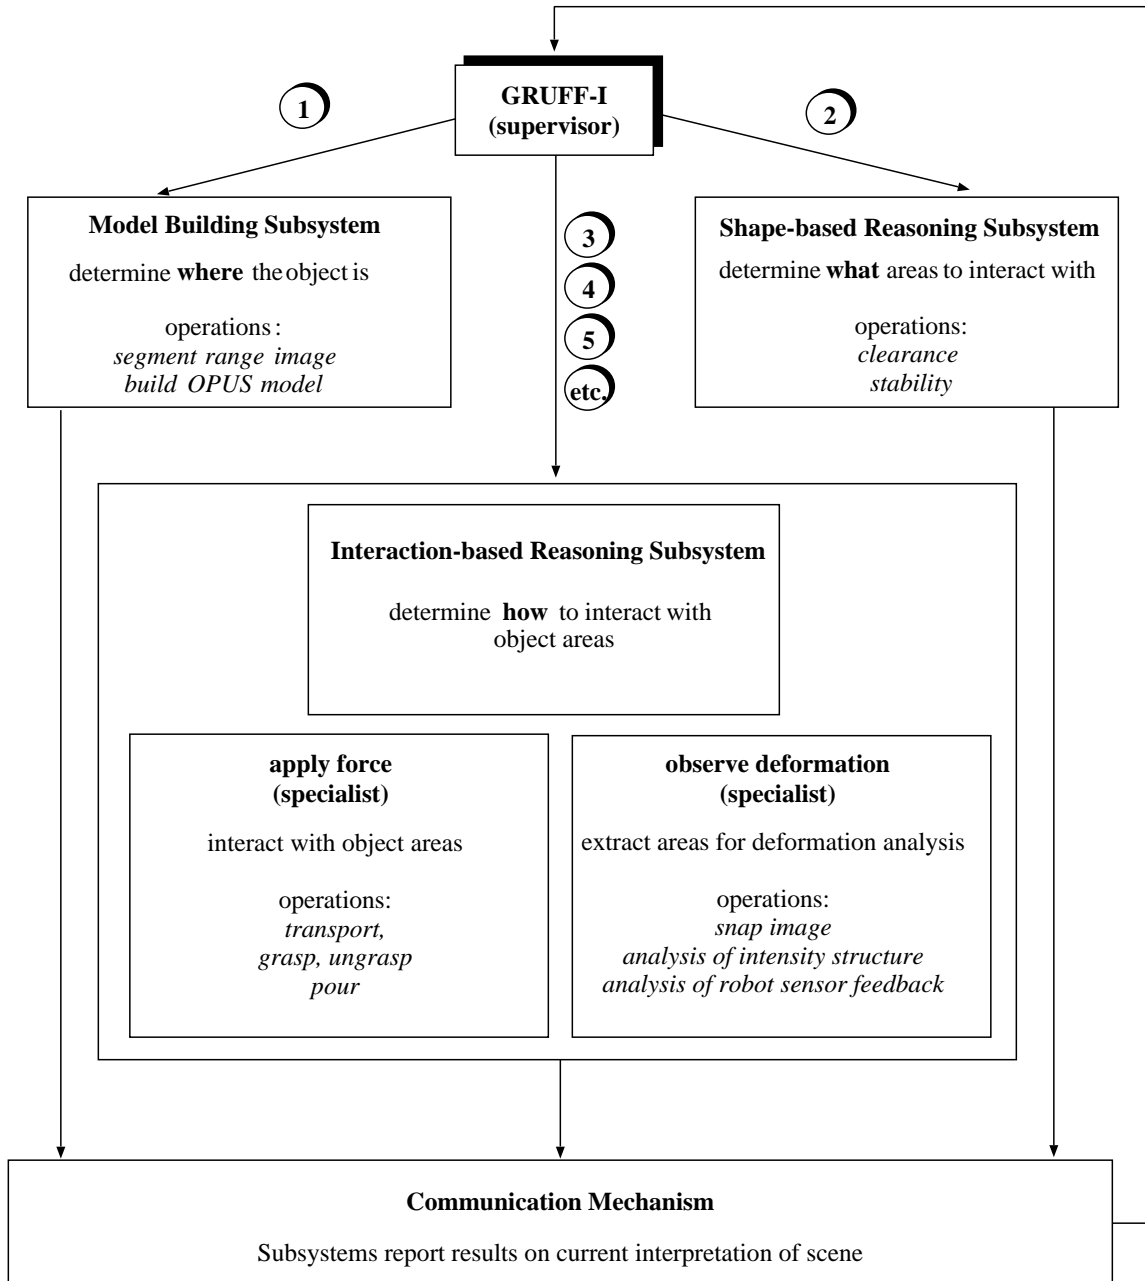 GRUFF-I
(supervisor)
1
2
Model Building Subsystem
determine where the object is
operations :
segment range image
build OPUS model
3
4
5
etc.
Shape-based Reasoning Subsystem
determine what areas to interact with
operations:
clearance
stability
Interaction-based Reasoning Subsystem
determine how to interact with
object areas
apply force
(specialist)
interact with object areas
operations:
transport,
grasp, ungrasp
pour
observe deformation
(specialist)
extract areas for deformation analysis
operations:
snap image
analysis of intensity structure
analysis of robot sensor feedback
Communication Mechanism
Subsystems report results on current interpretation of scene